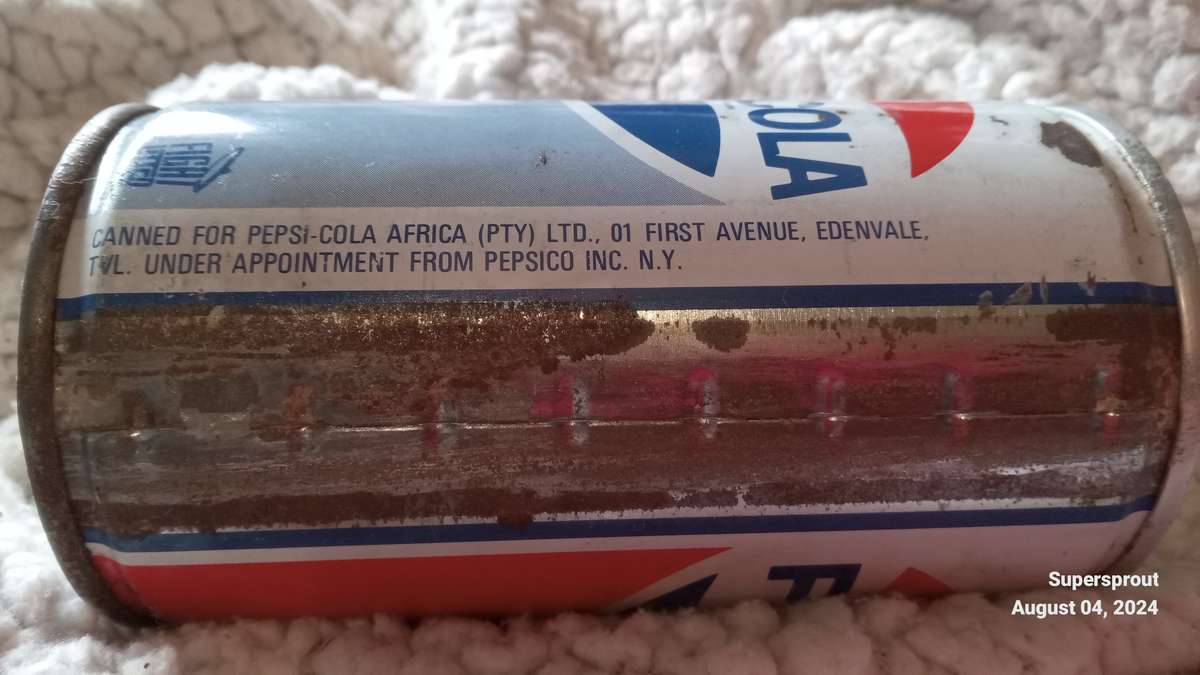 COLA
FIGHT
LITTER
CANNED FOR PEPSI-COLA AFRICA (PTY) LTD., 01 FIRST AVENUE, EDENVALE,
TVL. UNDER APPOINTMENT FROM PEPSICO INC. N.Y.
Supersprout
August 04, 2024